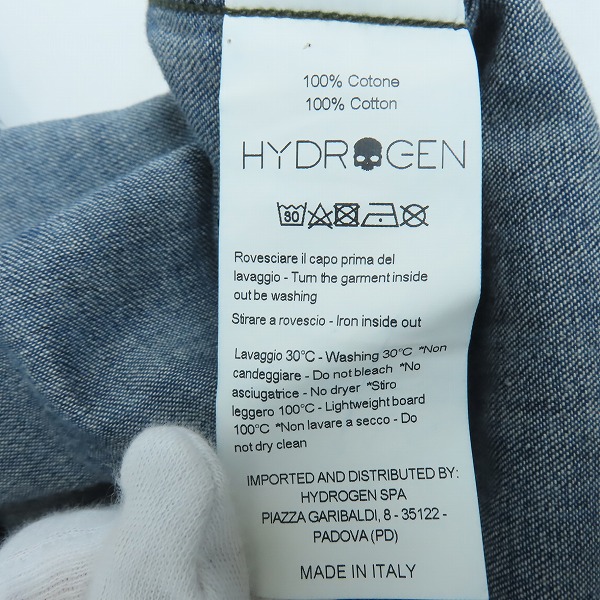 100% Cotone
100% Cotton
HYDROGEN
30
Rovesciare il capo prima del
lavaggio - Turn the garment inside
out be washing
Stirare a rovescio - Iron inside out
Lavaggio 30°C - Washing 30°C *Non
candeggiare - Do not bleach *No
asciugatrice - No dryer *Stiro
leggero 100°C - Lightweight board
100°C *Non lavare a secco - Do
not dry clean
IMPORTED AND DISTRIBUTED BY:
HYDROGEN SPA
PIAZZA GARIBALDI, 8 - 35122 -
PADOVA (PD)
MADE IN ITALY